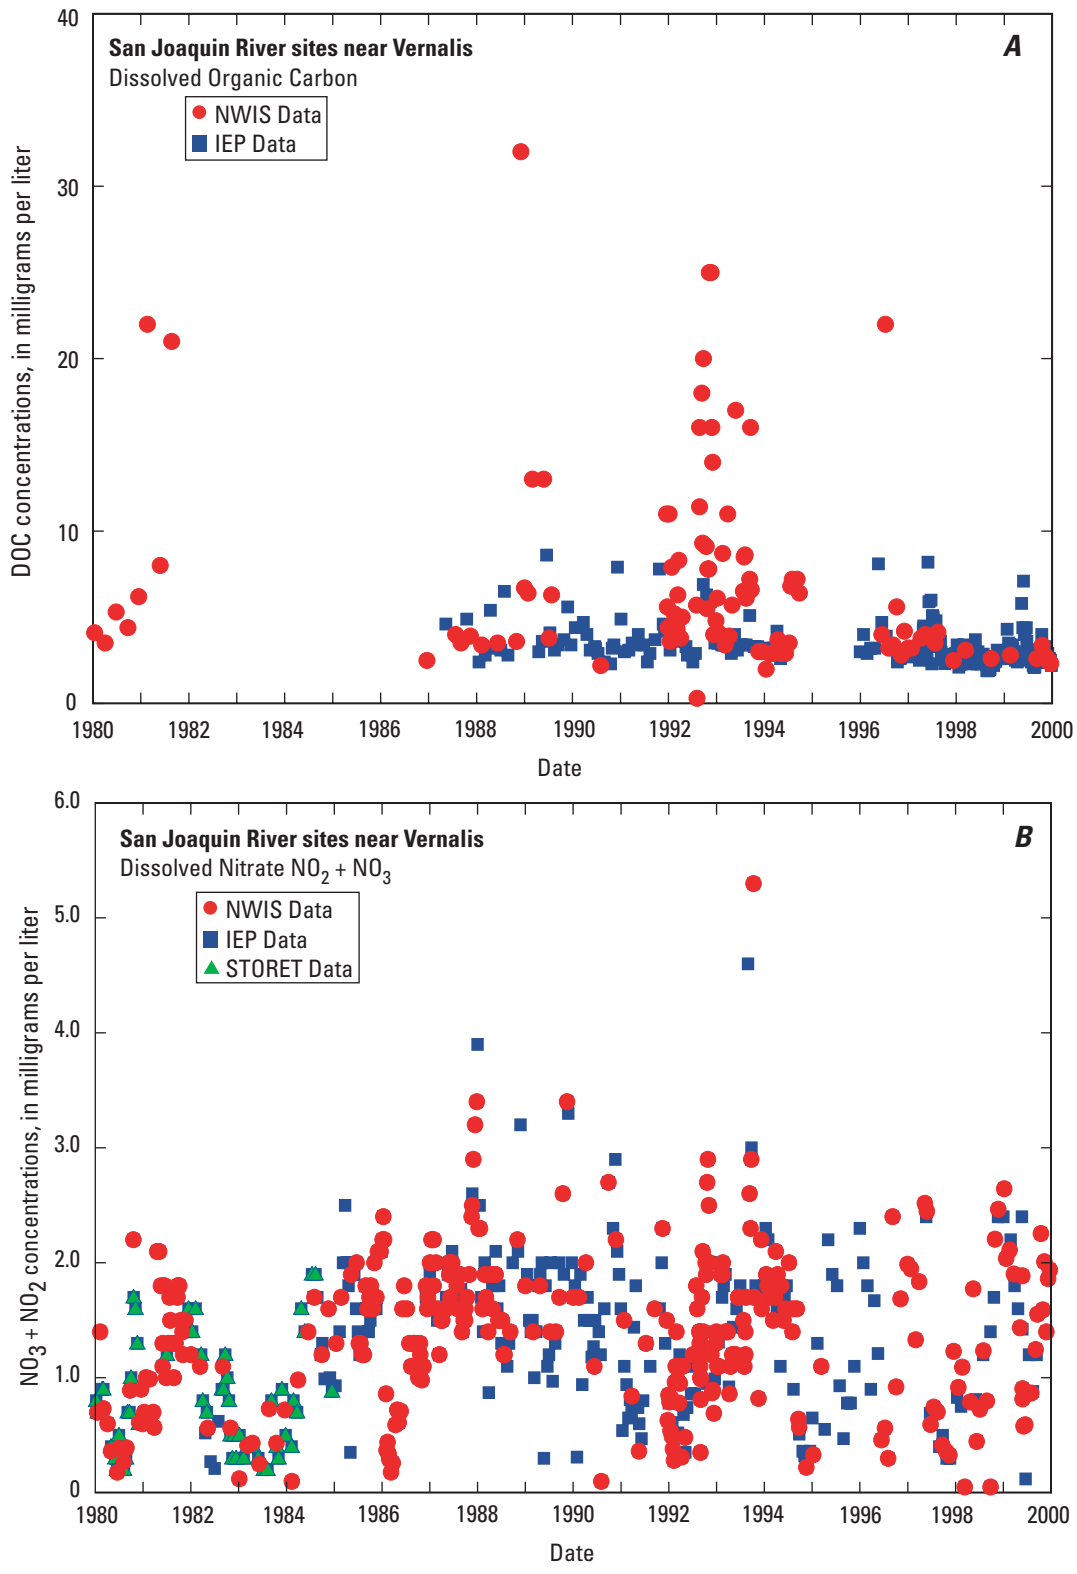 40
San Joaquin River sites near Vernalis
A
Dissolved Organic Carbon
NWIS Data
IEP Data
30
20
10
0
DOC concentrations, in milligrams per liter
1980 1982 1984 1986 1988 1990 1992 1994 1996 1998 2000
Date
6.0
San Joaquin River sites near Vernalis
B
Dissolved Nitrate NO2 + NO3
NWIS Data
IEP Data
STORET Data
5.0
4.0
3.0
2.0
1.0
0
NO3 + NO2 concentrations, in milligrams per liter
1980 1982 1984 1986 1988 1990 1992 1994 1996 1998 2000
Date